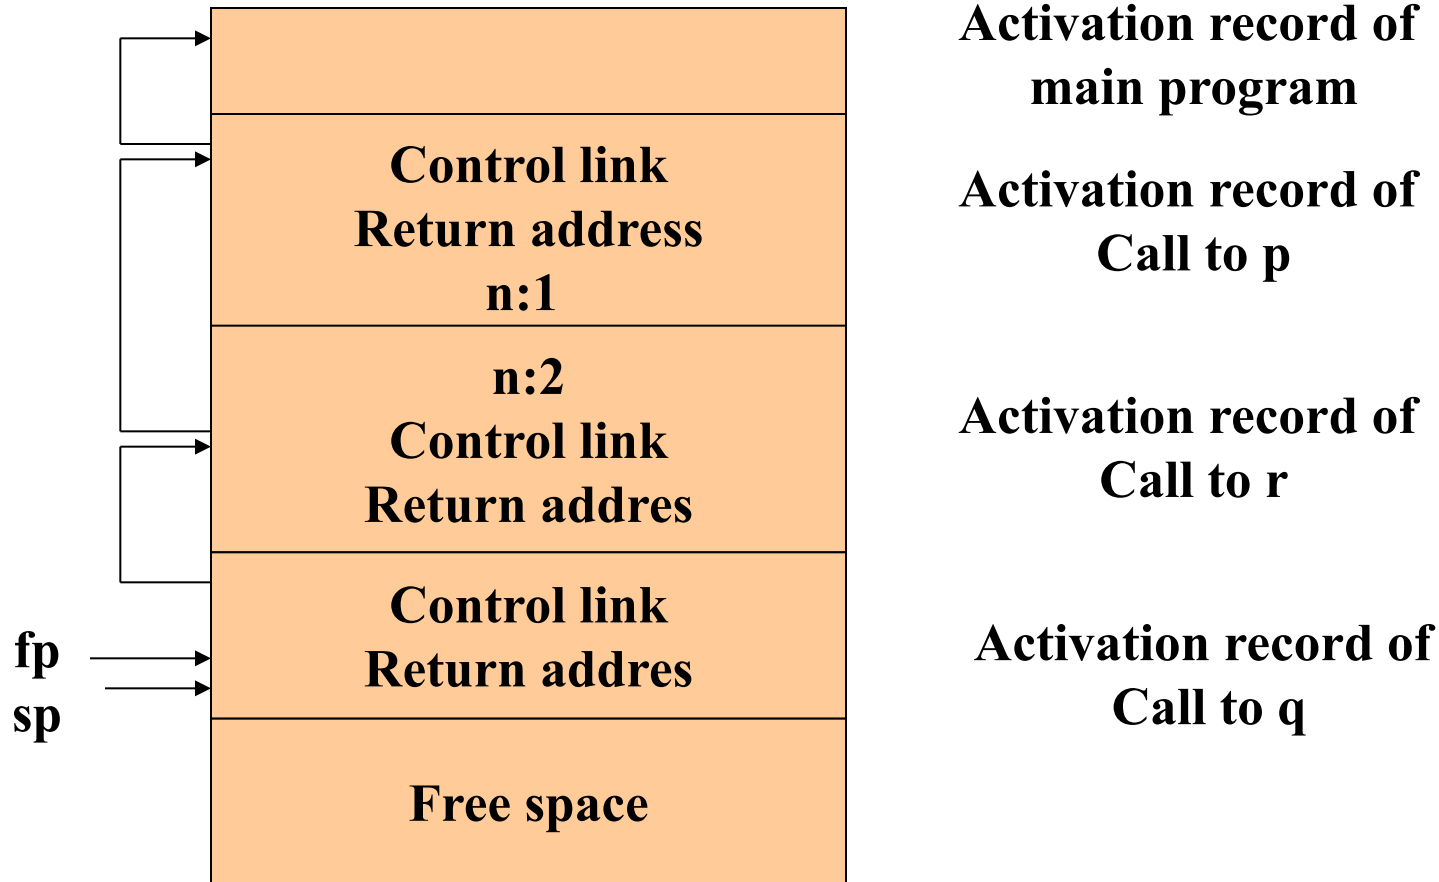 Activation record of
main program
Control link
Return address
n:1
Activation record of
Call to p
n:2
Control link
Return addres
Activation record of
Call to r
Control link
Return addres
fp
sp
Activation record of
Call to q
Free space